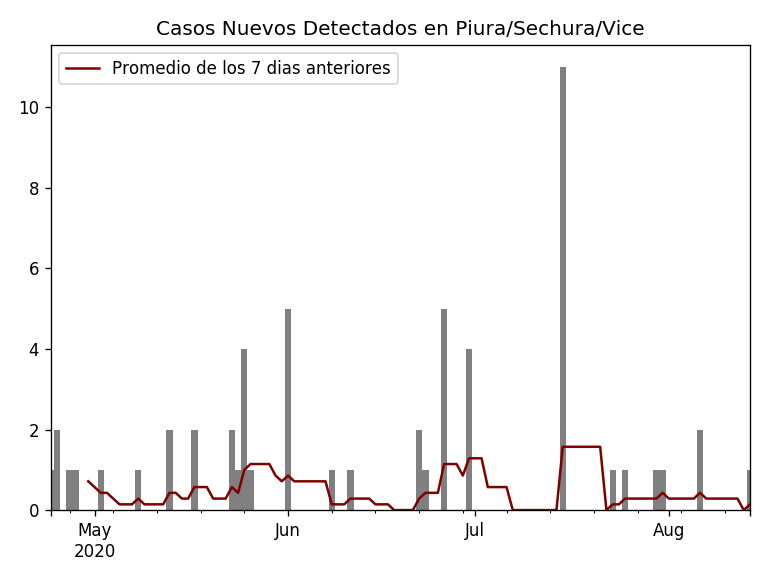 Casos Nuevos Detectados en Piura/Sechura/Vice
Promedio de los 7 dias anteriores
10
8
6
4
2
0
May Jun Jul Aug
2020